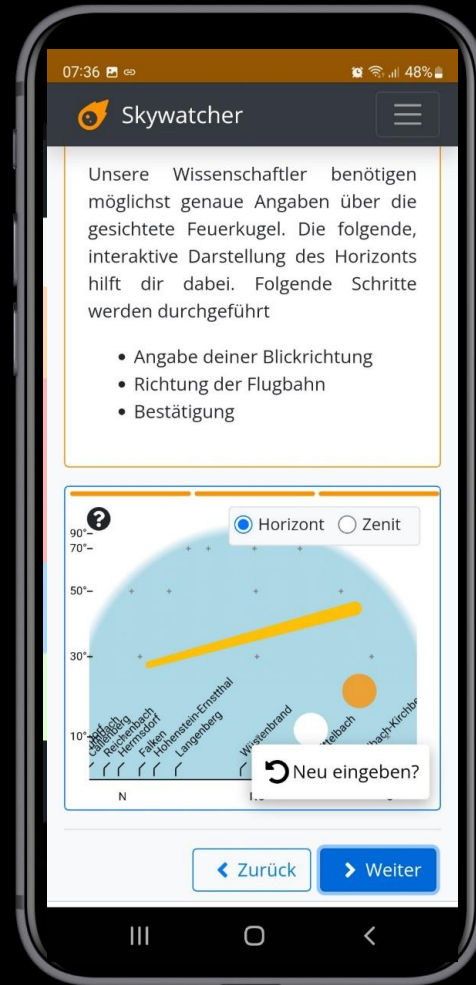 07:36 48%
Skywatcher
Unsere Wissenschaftler benötigen
möglichst genaue Angaben über die
gesichtete Feuerkugel. Die folgende,
interaktive Darstellung des Horizonts
hilft dir dabei. Folgende Schritte
werden durchgeführt
• Angabe deiner Blickrichtung
• Richtung der Flugbahn
• Bestätigung
?
Horizont Zenit
90°
70°
50°
30°
10°
Callenberg
Reichenbach
Hermsdorf
Falken
Hohenstein-Ernstthal
Langenberg
Wüstenbrand
N
Neu eingeben?
Zurück Weiter